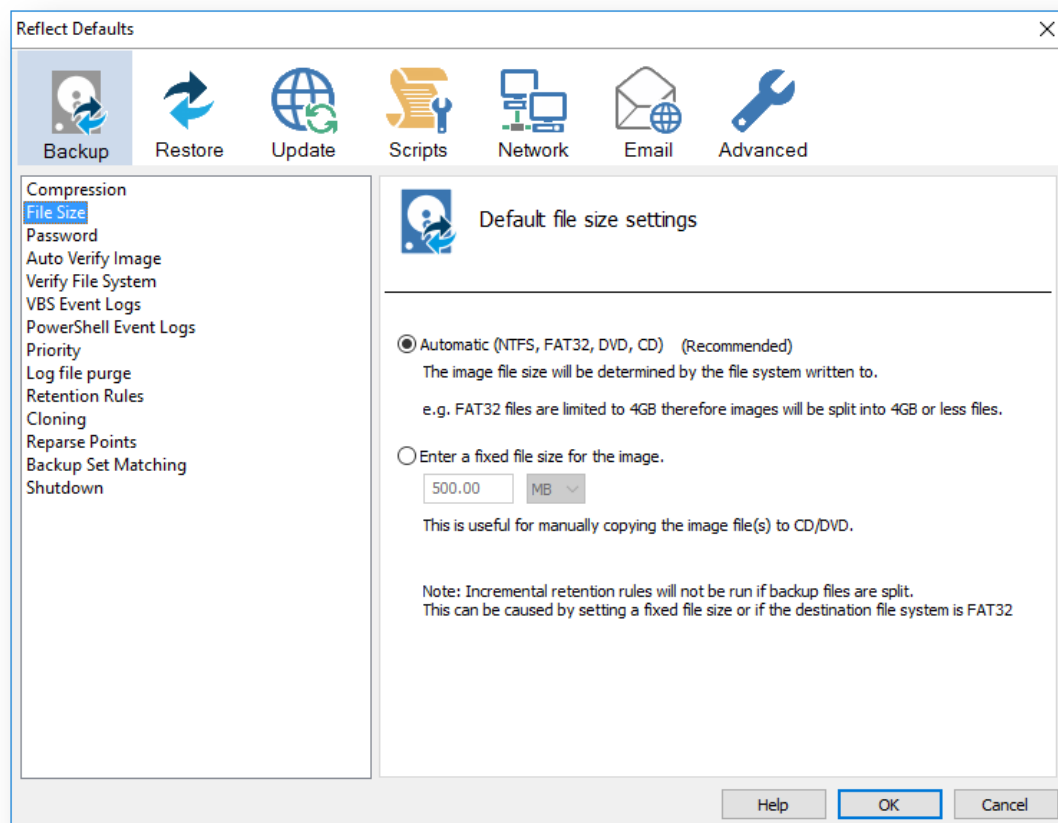 Reflect Defaults
Backup
Restore
Update
Scripts
Network
Email
Advanced
Compression
File Size
Password
Auto Verify Image
Verify File System
VBS Event Logs
PowerShell Event Logs
Priority
Log file purge
Retention Rules
Cloning
Reparse Points
Backup Set Matching
Shutdown
Default file size settings
Automatic (NTFS, FAT32, DVD, CD) (Recommended)
The image file size will be determined by the file system written to.
e.g. FAT32 files are limited to 4GB therefore images will be split into 4GB or less files.
Enter a fixed file size for the image.
500.00 MB
This is useful for manually copying the image file(s) to CD/DVD.
Note: Incremental retention rules will not be run if backup files are split.
This can be caused by setting a fixed file size or if the destination file system is FAT32
Help
OK
Cancel